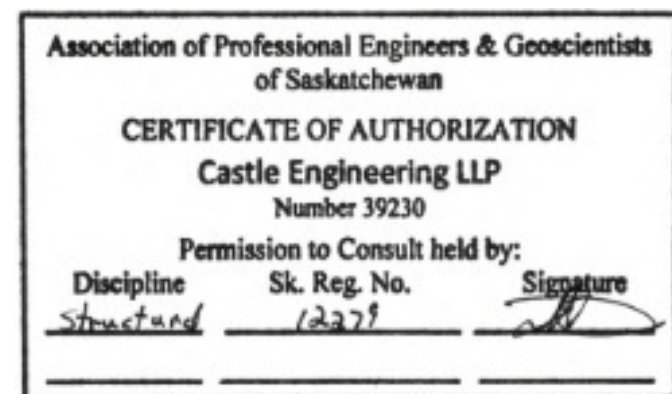 Association of Professional Engineers & Geoscientists
of Saskatchewan
CERTIFICATE OF AUTHORIZATION
Castle Engineering LLP
Number 39230
Permission to Consult held by:
Discipline Sk. Reg. No. Signature
Structural 12279